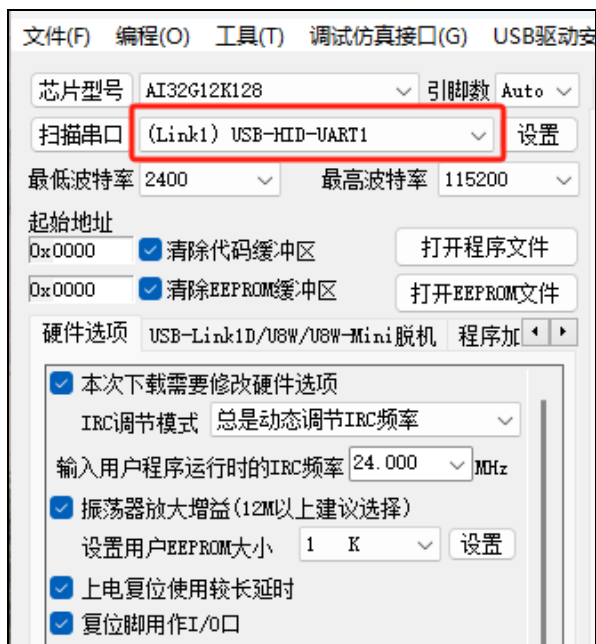 文件(F) 编程(O) 工具(T) 调试仿真接口(G) USB驱动安
芯片型号 AI32G12K128 引脚数 Auto
扫描串口 (Link1) USB-HID-UART1 设置
最低波特率 2400 最高波特率 115200
起始地址
0x0000 清除代码缓冲区 打开程序文件
0x0000 清除EEPROM缓冲区 打开EEPROM文件
硬件选项 USB-Link1D/U8W/U8W-Mini脱机 程序加
本次下载需要修改硬件选项
IRC调节模式 总是动态调节IRC频率
输入用户程序运行时的IRC频率 24.000 MHz
振荡器放大增益(12M以上建议选择)
设置用户EEPROM大小 1 K 设置
上电复位使用较长延时
复位脚用作I/O口